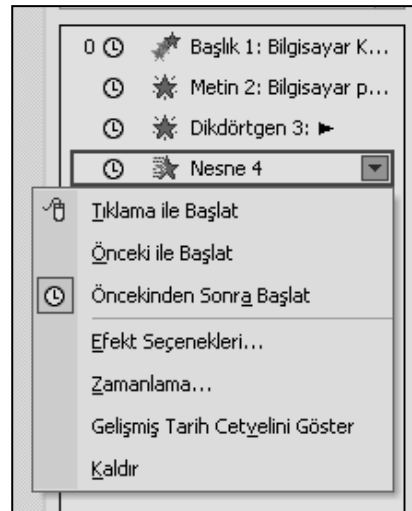 0 Başlık 1: Bilgisayar K...
Metin 2: Bilgisayar p...
Dikdörtgen 3:
Nesne 4
Tıklama ile Başlat
Önceki ile Başlat
Öncekinden Sonra Başlat
Efekt Seçenekleri...
Zamanlama...
Gelişmiş Tarih Cetvelini Göster
Kaldır